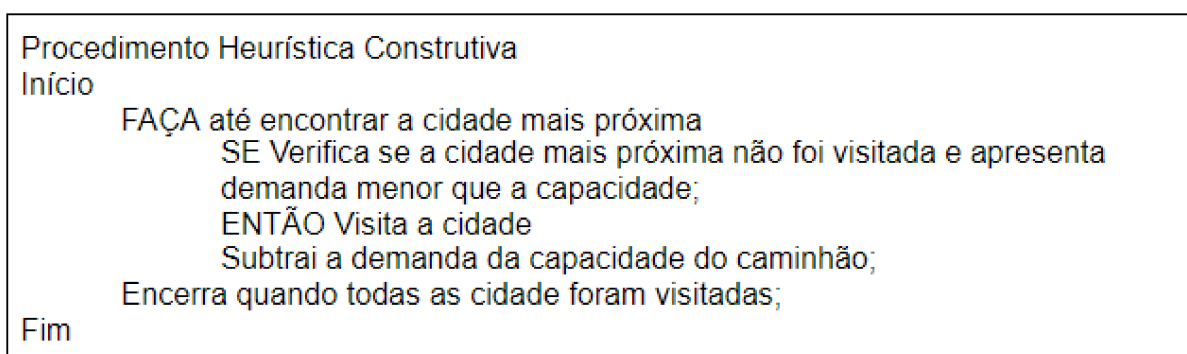 Procedimento Heurística Construtiva
Início
FAÇA até encontrar a cidade mais próxima
SE Verifica se a cidade mais próxima não foi visitada e apresenta
demanda menor que a capacidade;
ENTÃO Visita a cidade
Subtrai a demanda da capacidade do caminhão;
Encerra quando todas as cidade foram visitadas;
Fim